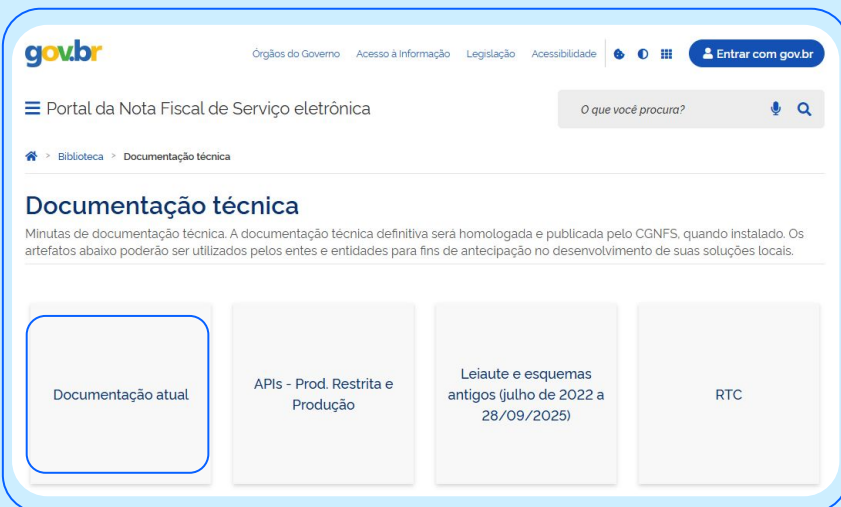 gov.br
Órgãos do Governo Acesso à Informação Legislação Acessibilidade Entrar com gov.br
Portal da Nota Fiscal de Serviço eletrônica
O que você procura?
> Biblioteca > Documentação técnica
Documentação técnica
Minutas de documentação técnica. A documentação técnica definitiva será homologada e publicada pelo CGNFS, quando instalado. Os
artefatos abaixo poderão ser utilizados pelos entes e entidades para fins de antecipação no desenvolvimento de suas soluções locais.
Documentação atual
APIs - Prod. Restrita e
Produção
Leiaute e esquemas
antigos (julho de 2022 a
28/09/2025)
RTC